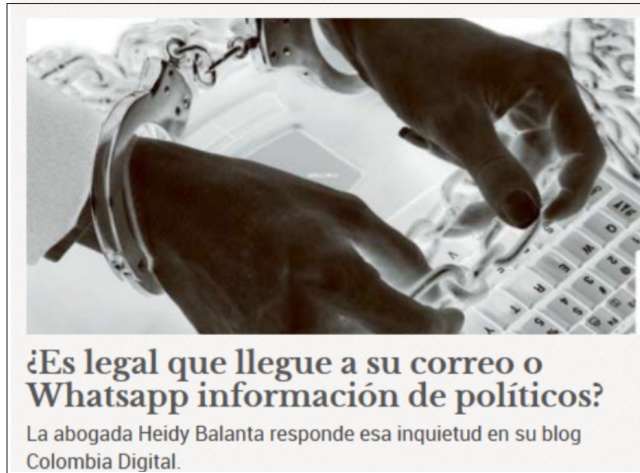 ¿Es legal que llegue a su correo o
Whatsapp información de políticos?
La abogada Heidy Balanta responde esa inquietud en su blog
Colombia Digital.